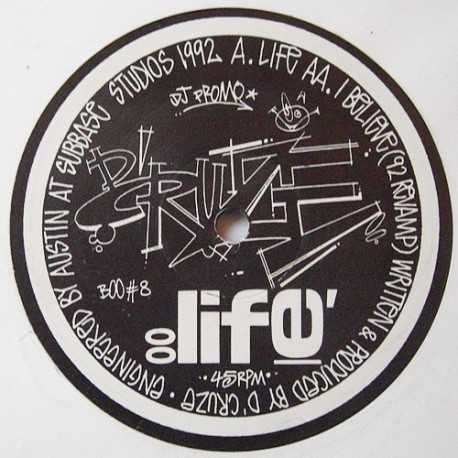 A. LIFE AA. I BELIEVE ('92 REVAMP) WRITTEN & PRODUCED BY D'CRUZE • ENGINEERED BY AUSTIN AT SUBBASE STUDIOS 1992
DJ PROMO*
D'CRUZE
BOO#8
life'
•45RPM•